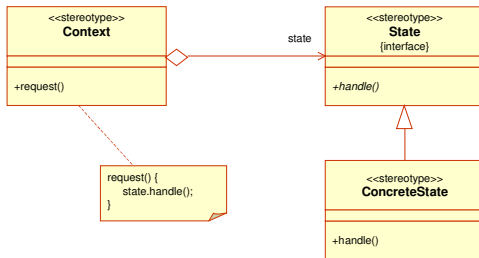 <<stereotype>>
Context
+request()
state
<<stereotype>>
State
{interface}
+handle()
request() {
state.handle();
}
<<stereotype>>
ConcreteState
+handle()